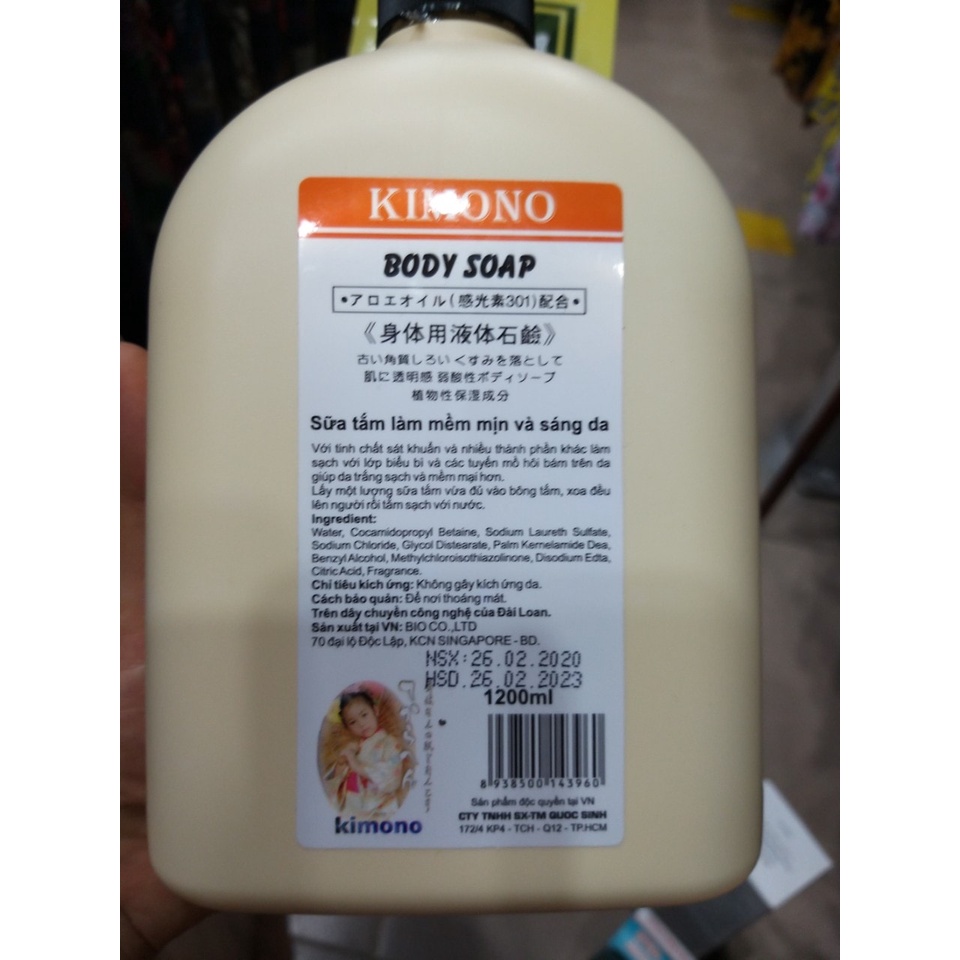 KIMONO
BODY SOAP
•アロエオイル(感光素301)配合•
《身体用液体石鹼》
古い角質しろいくすみを落として
肌に透明感 弱酸性ボディソープ
植物性保湿成分
Sữa tắm làm mềm mịn và sáng da
Với tinh chất sát khuẩn và nhiều thành phần khác làm
sạch với lớp biểu bì và các tuyến mồ hôi bám trên da
giúp da trắng sạch và mềm mại hơn.
Lấy một lượng sữa tắm vừa đủ vào bông tắm, xoa đều
lên người rồi tắm sạch với nước.
Ingredient:
Water, Cocamidopropyl Betaine, Sodium Laureth Sulfate,
Sodium Chloride, Glycol Distearate, Palm Kernelamide Dea,
Benzyl Alcohol, Methylchloroisothiazolinone, Disodium Edta,
Citric Acid, Fragrance.
Chỉ tiêu kích ứng: Không gây kích ứng da.
Cách bảo quản: Để nơi thoáng mát.
Trên dây chuyền công nghệ của Đài Loan.
Sản xuất tại VN: BIO CO.,LTD
70 đại lộ Độc Lập, KCN SINGAPORE - BD.
NSX:26.02.2020
HSD.26.02.2023
1200ml
8 938500 143960
kimono
Sản phẩm độc quyền tại VN
CTY TNHH SX-TM QUOC SINH
172/4 KP4 - TCH - Q12 - TP.HCM